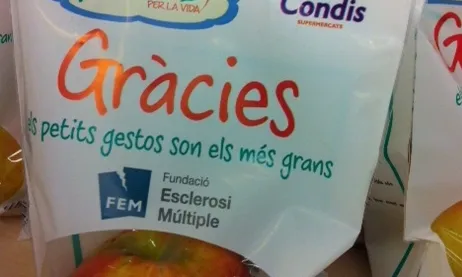 PER LA VIDA
Condis
SUPERMERCATS
Gràcies
els petits gestos son els més grans
FEM
Fundació
Esclerosi
Múltiple
G